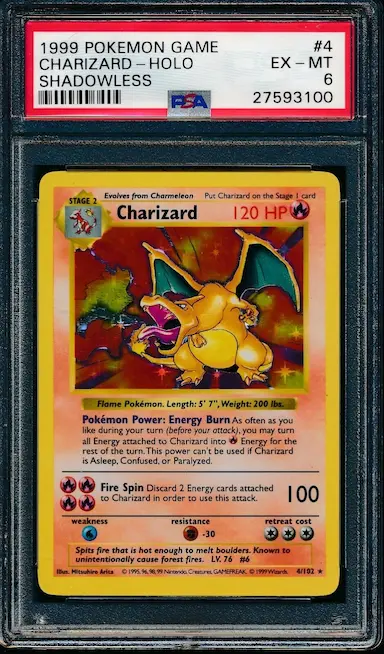 1999 POKEMON GAME #4
CHARIZARD-HOLO EX-MT
SHADOWLESS 6
PSA 27593100
STAGE 2 Evolves from Charmeleon Put Charizard on the Stage 1 card
Charizard 120 HP
Flame Pokémon. Length: 5' 7", Weight: 200 lbs.
Pokémon Power: Energy Burn As often as you
like during your turn (before your attack), you may turn
all Energy attached to Charizard into Energy for the
rest of the turn. This power can't be used if Charizard
is Asleep, Confused, or Paralyzed.
Fire Spin Discard 2 Energy cards attached
to Charizard in order to use this attack. 100
weakness resistance retreat cost
-30
Spits fire that is hot enough to melt boulders. Known to
unintentionally cause forest fires. LV. 76 #6
Illus. Mitsuhiro Arita © 1995, 96, 98, 99 Nintendo, Creatures, GAMEFREAK. © 1999 Wizards. 4/102 ★